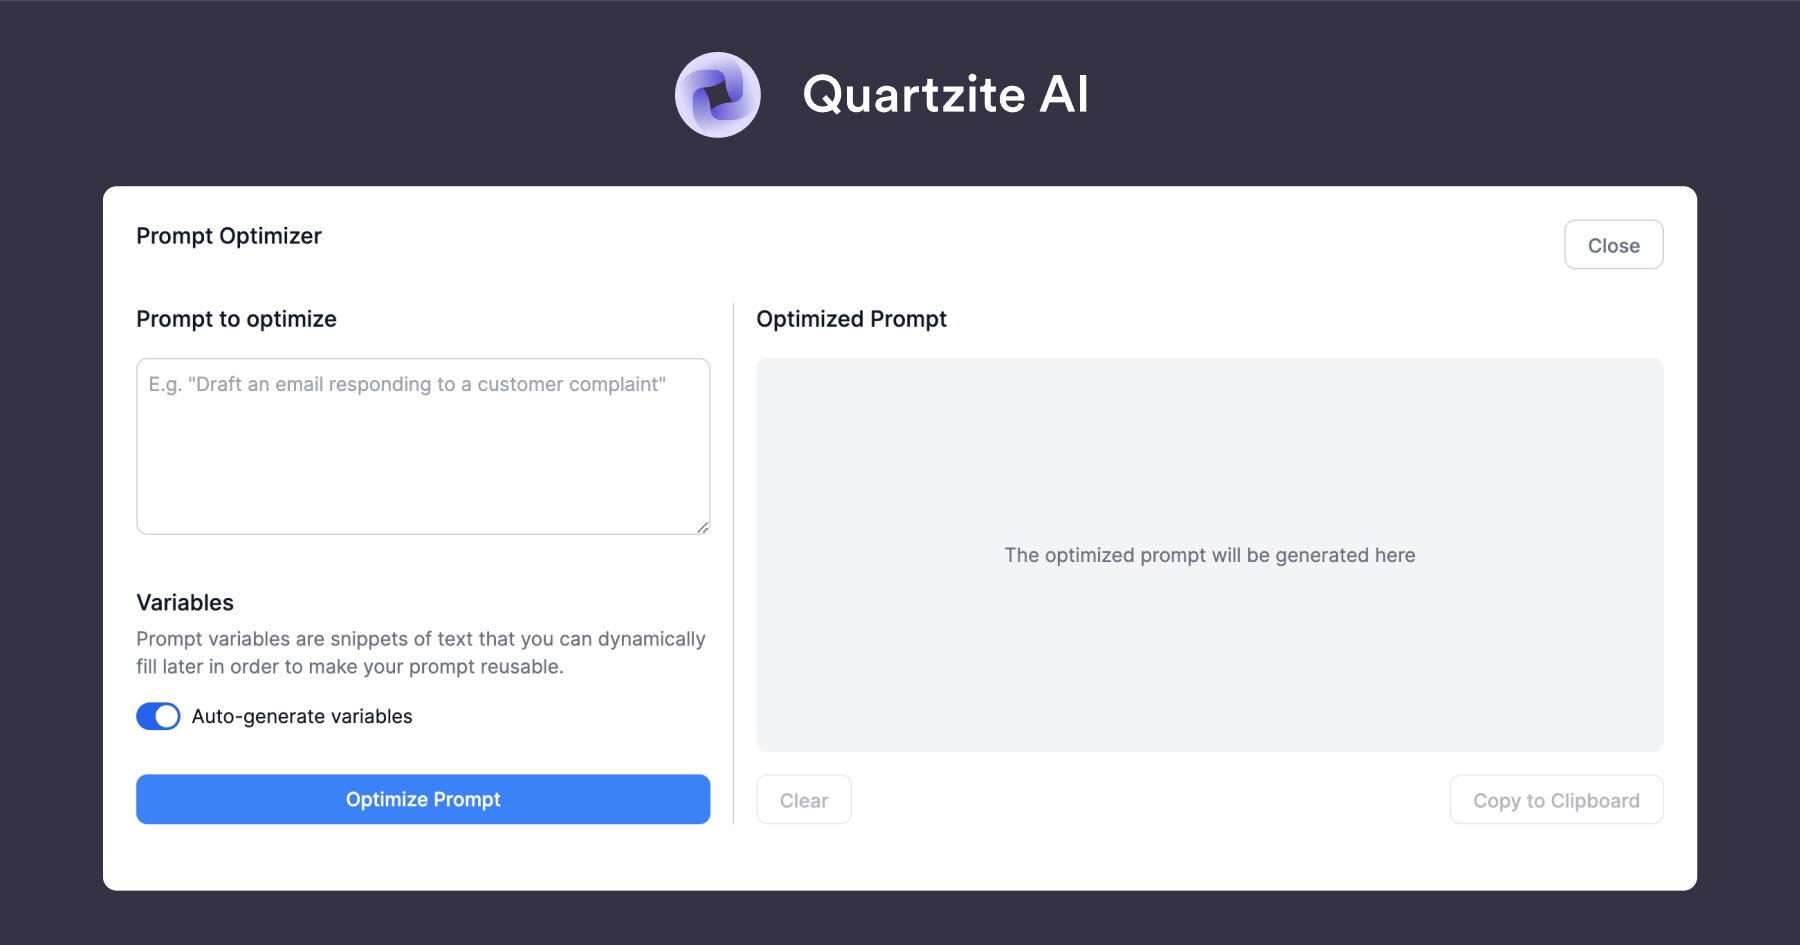 Quartzite AI
Prompt Optimizer
Close
Prompt to optimize
E.g. "Draft an email responding to a customer complaint"
Variables
Prompt variables are snippets of text that you can dynamically
fill later in order to make your prompt reusable.
Auto-generate variables
Optimize Prompt
Optimized Prompt
The optimized prompt will be generated here
Clear
Copy to Clipboard